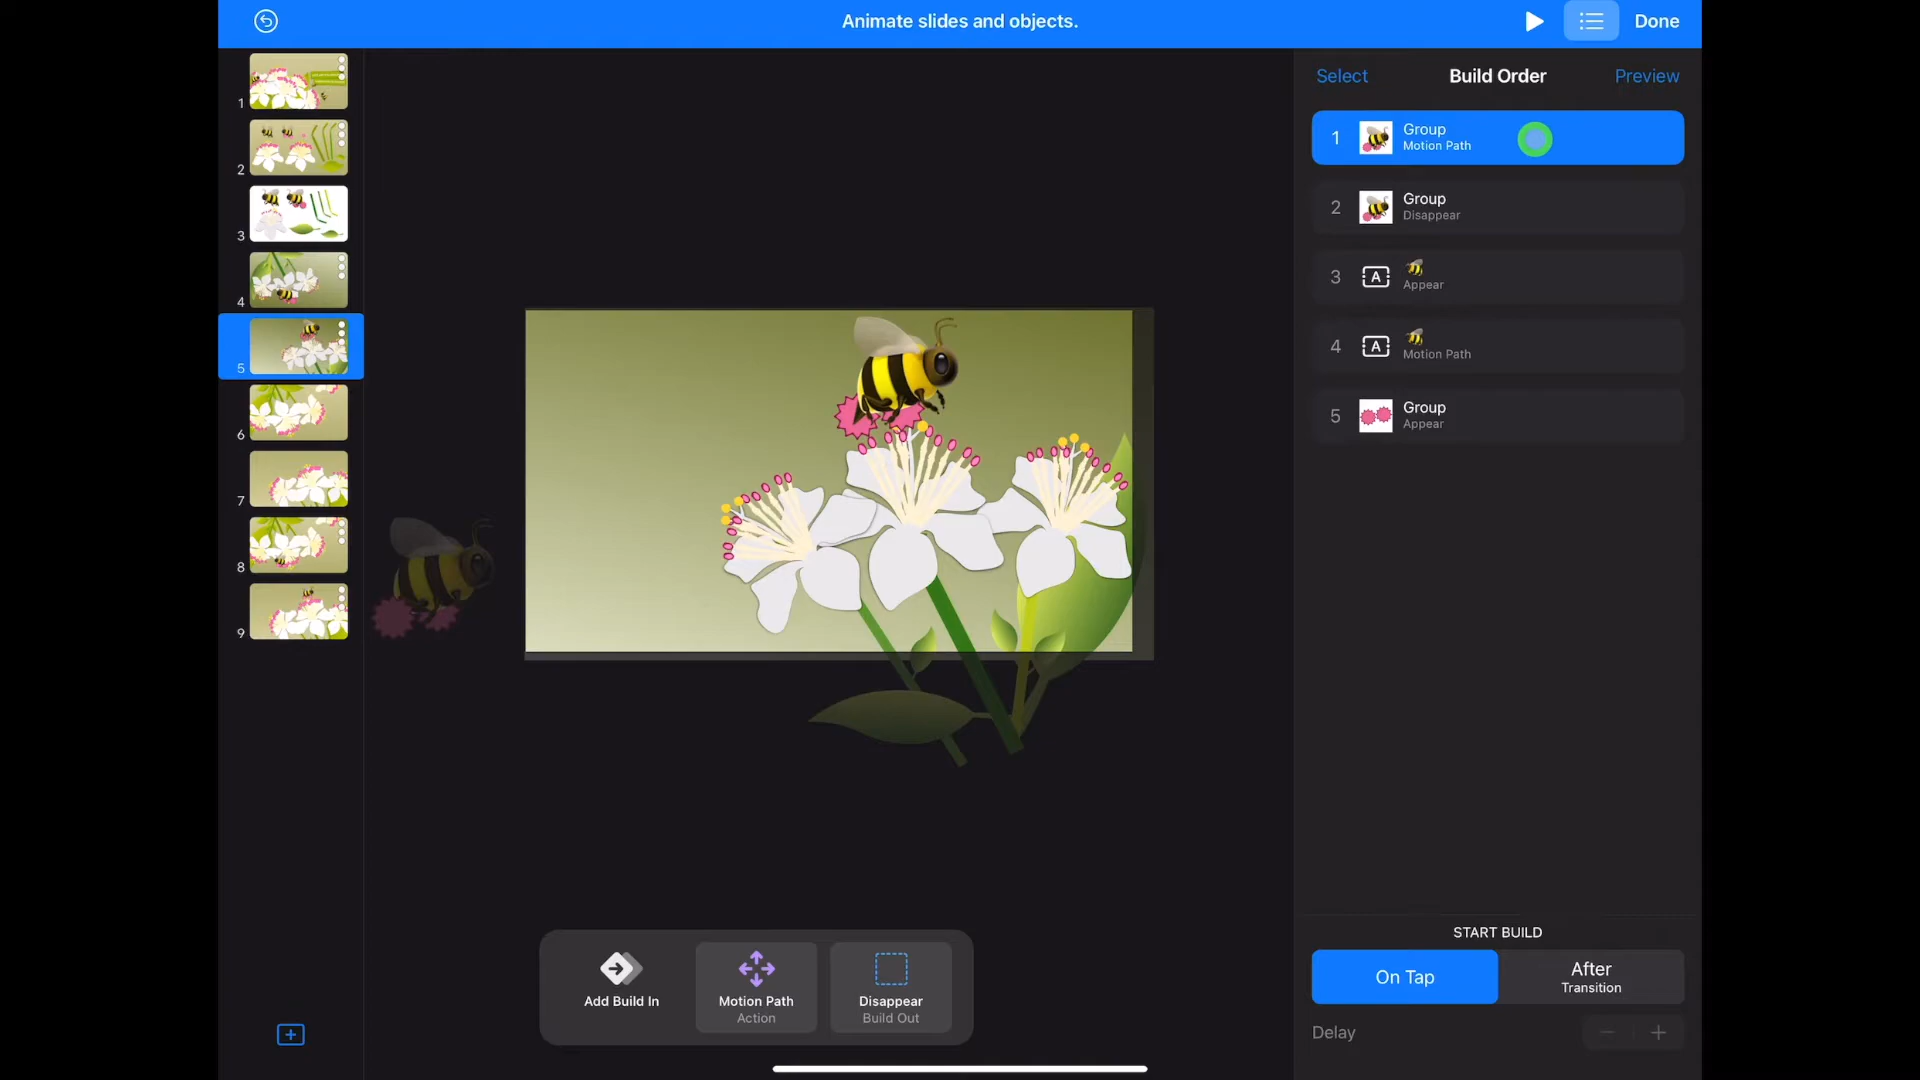 Animate slides and objects.
Done
1
2
3
4
5
6
7
8
9
Select
Build Order
Preview
1
Group
Motion Path
2
Group
Disappear
3
A
Appear
4
A
Motion Path
5
Group
Appear
Add Build In
Motion Path
Action
Disappear
Build Out
START BUILD
On Tap
After
Transition
Delay